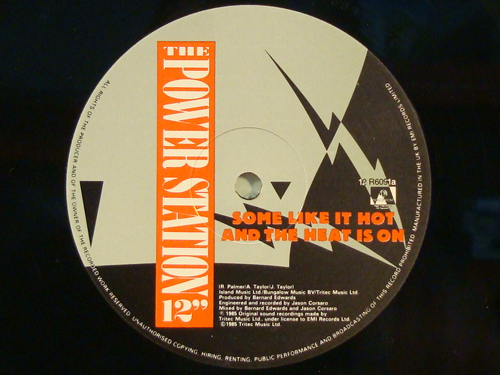 THE
POWER STATION
12"
12 R6091
SOME LIKE IT HOT
AND THE HEAT IS ON
(R. Palmer/A. Taylor/J. Taylor)
Island Music Ltd./Bungalow Music BV/Tritec Music Ltd.
Produced by Bernard Edwards
Engineered and recorded by Jason Corsaro
Mixed by Bernard Edwards and Jason Corsaro
℗ 1985 Original sound recordings made by
Tritec Music Ltd., under license to EMI Records Ltd.
©1985 Tritec Music Ltd.
ALL RIGHTS OF THE PRODUCER AND OF THE OWNER OF THE RECORDED WORK RESERVED. UNAUTHORISED COPYING, HIRING, RENTING, PUBLIC PERFORMANCE AND BROADCASTING OF THIS RECORD PROHIBITED. MANUFACTURED IN THE UK BY EMI RECORDS LIMITED